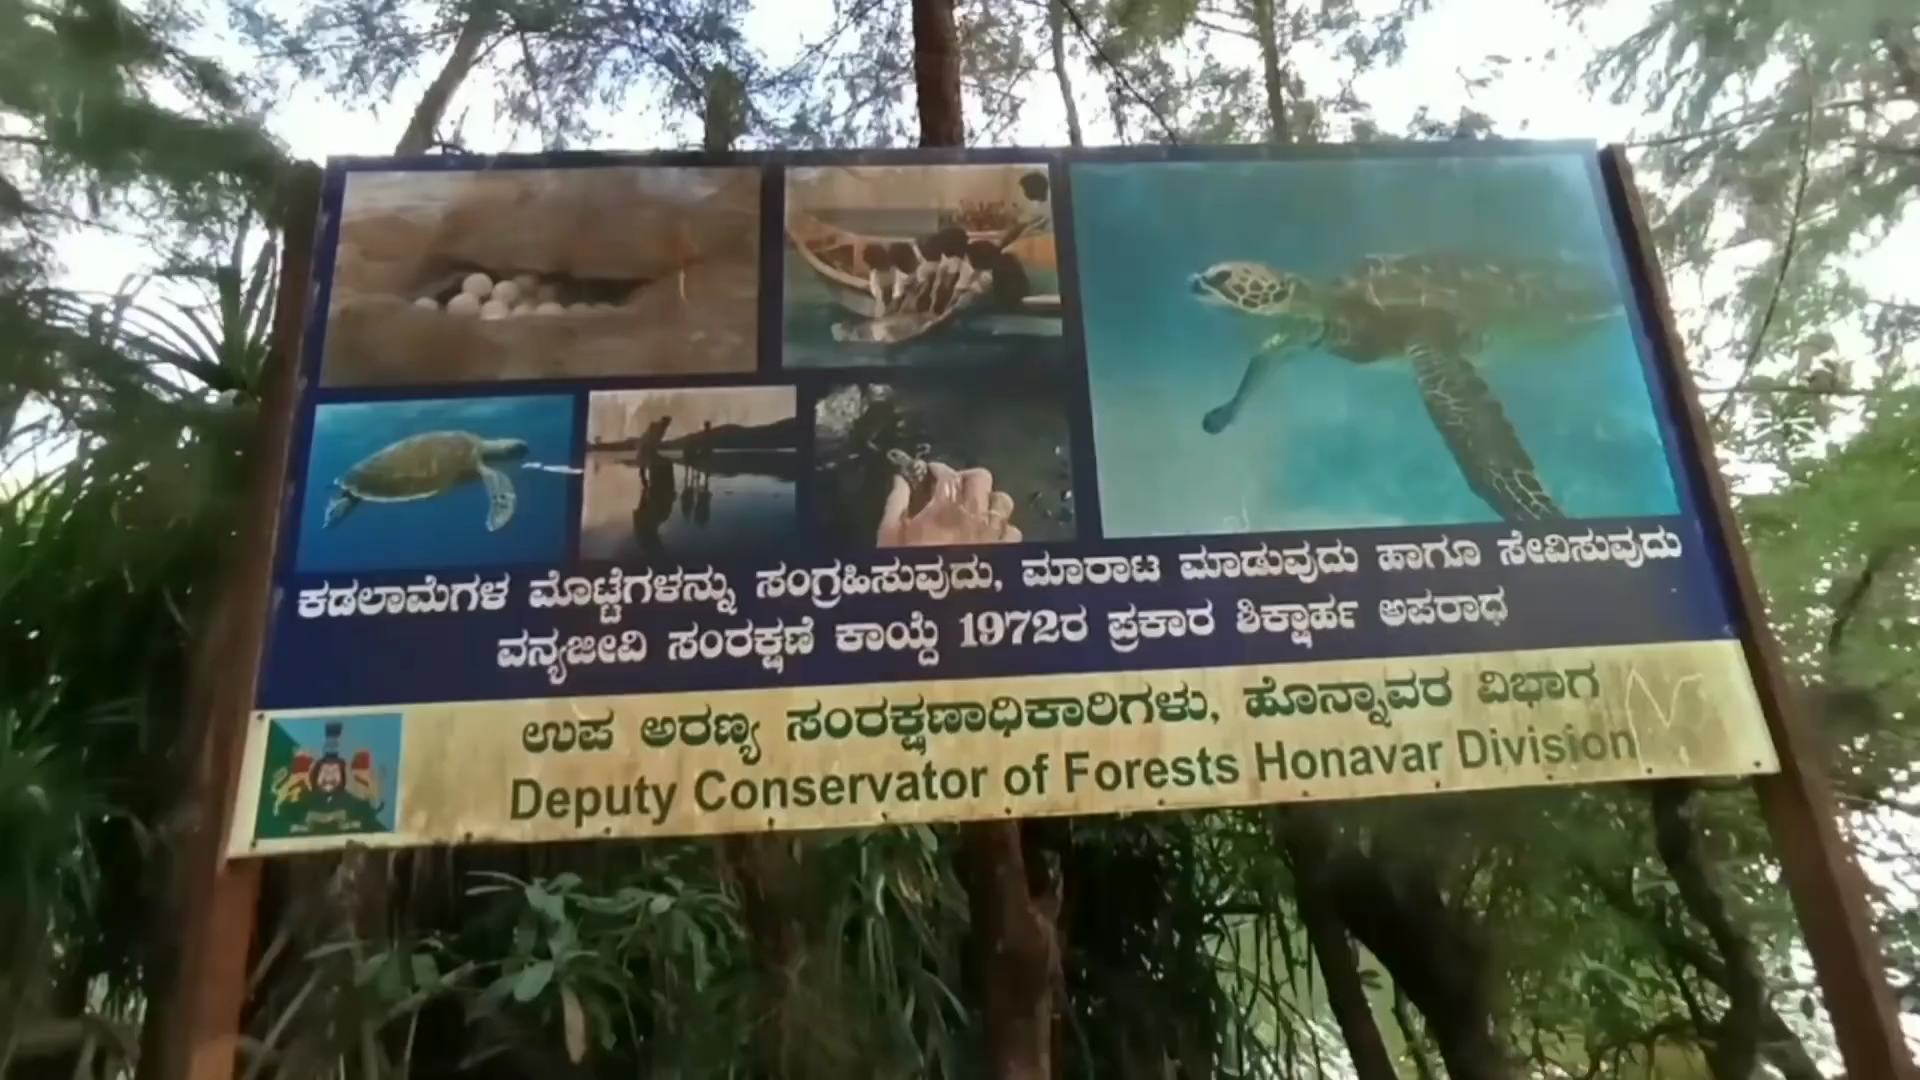 ಕಡಲಾಮೆಗಳ ಮೊಟ್ಟೆಗಳನ್ನು ಸಂಗ್ರಹಿಸುವುದು, ಮಾರಾಟ ಮಾಡುವುದು ಹಾಗೂ ಸೇವಿಸುವುದು
ವನ್ಯಜೀವಿ ಸಂರಕ್ಷಣೆ ಕಾಯ್ದೆ 1972ರ ಪ್ರಕಾರ ಶಿಕ್ಷಾರ್ಹ ಅಪರಾಧ
ಉಪ ಅರಣ್ಯ ಸಂರಕ್ಷಣಾಧಿಕಾರಿಗಳು, ಹೊನ್ನಾವರ ವಿಭಾಗ
Deputy Conservator of Forests Honavar Division